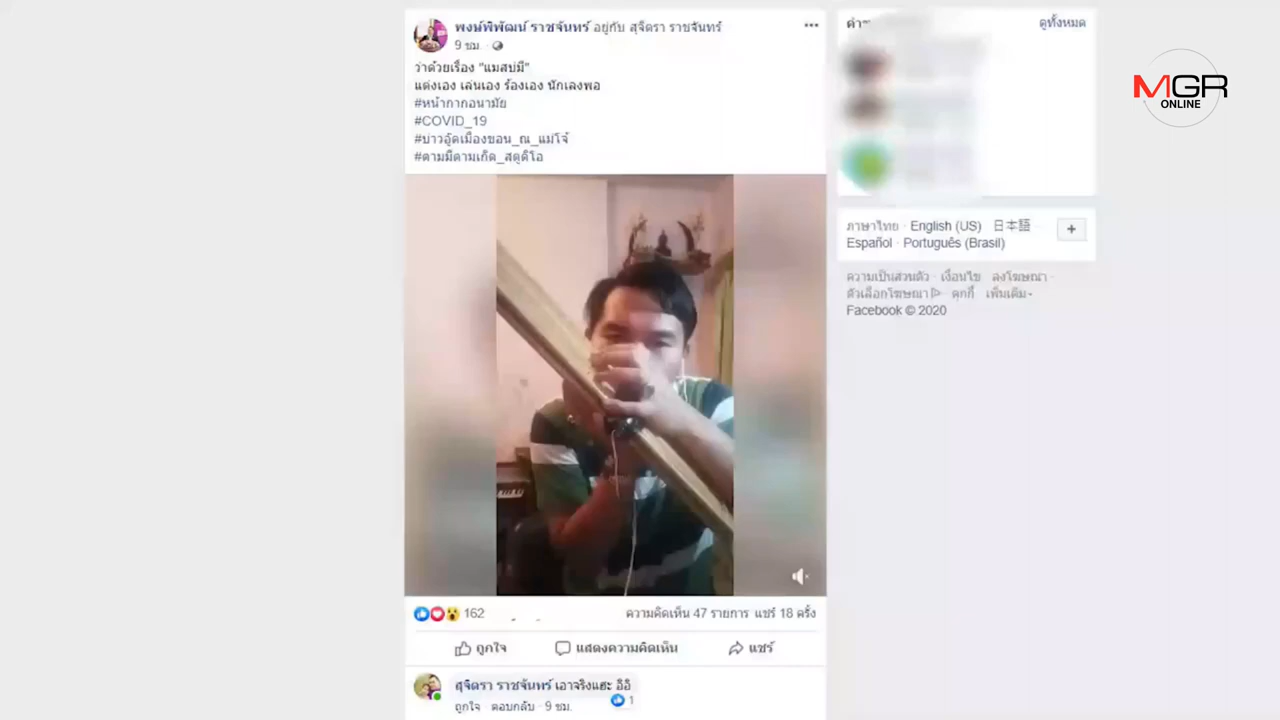 พงษ์พิพัฒน์ ราชจันทร์ อยู่กับ สุจิตรา ราชจันทร์
9 ชม. ·
ว่าด้วยเรื่อง "แมสบ่มี"
แต่งเอง เล่นเอง ร้องเอง นักเลงพอ
#หน้ากากอนามัย
#COVID_19
#บ่าวอู๊ดเมืองขอน_ณ_แม่โจ้
#ตามมีตามเกิด_สตูดิโอ
162
ความคิดเห็น 47 รายการ แชร์ 18 ครั้ง
ถูกใจ แสดงความคิดเห็น แชร์
สุจิตรา ราชจันทร์ เอาจริงแฮะ อิอิ
1
ถูกใจ · ตอบกลับ · 9 ชม.
ดูทั้งหมด
ภาษาไทย · English (US) · 日本語 ·
Español · Português (Brasil)
+
ความเป็นส่วนตัว · เงื่อนไข · ลงโฆษณา ·
ตัวเลือกโฆษณา · คุกกี้ · เพิ่มเติม
Facebook © 2020
MGR
ONLINE